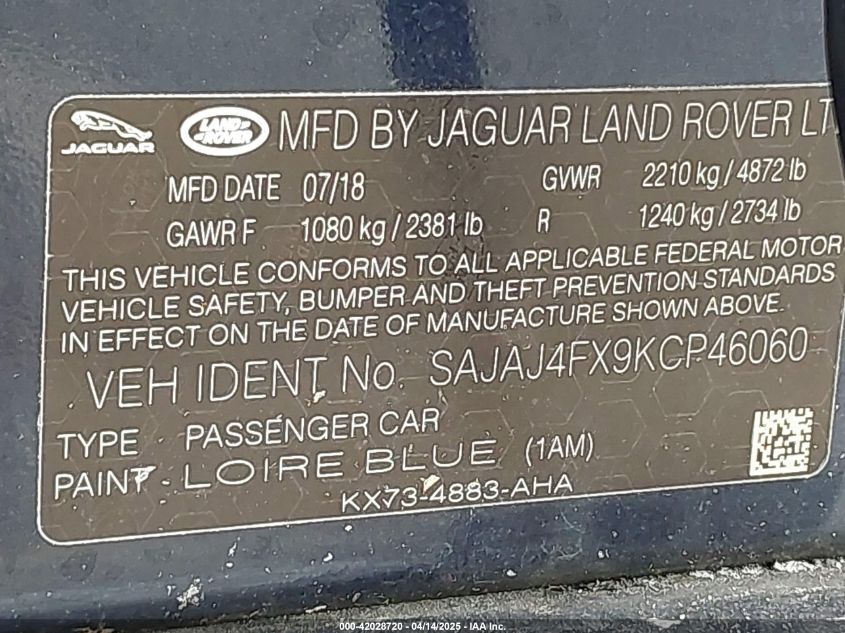 JAGUAR LAND ROVER MFD BY JAGUAR LAND ROVER LT
MFD DATE 07/18 GVWR 2210 kg / 4872 lb
GAWR F 1080 kg / 2381 lb R 1240 kg / 2734 lb
THIS VEHICLE CONFORMS TO ALL APPLICABLE FEDERAL MOTOR
VEHICLE SAFETY, BUMPER AND THEFT PREVENTION STANDARDS
IN EFFECT ON THE DATE OF MANUFACTURE SHOWN ABOVE.
VEH IDENT No. SAJAJ4FX9KCP46060
TYPE PASSENGER CAR
PAINT LOIRE BLUE (1AM)
KX73-4883-AHA
000-42028720 - 04/14/2025 - IAA Inc.